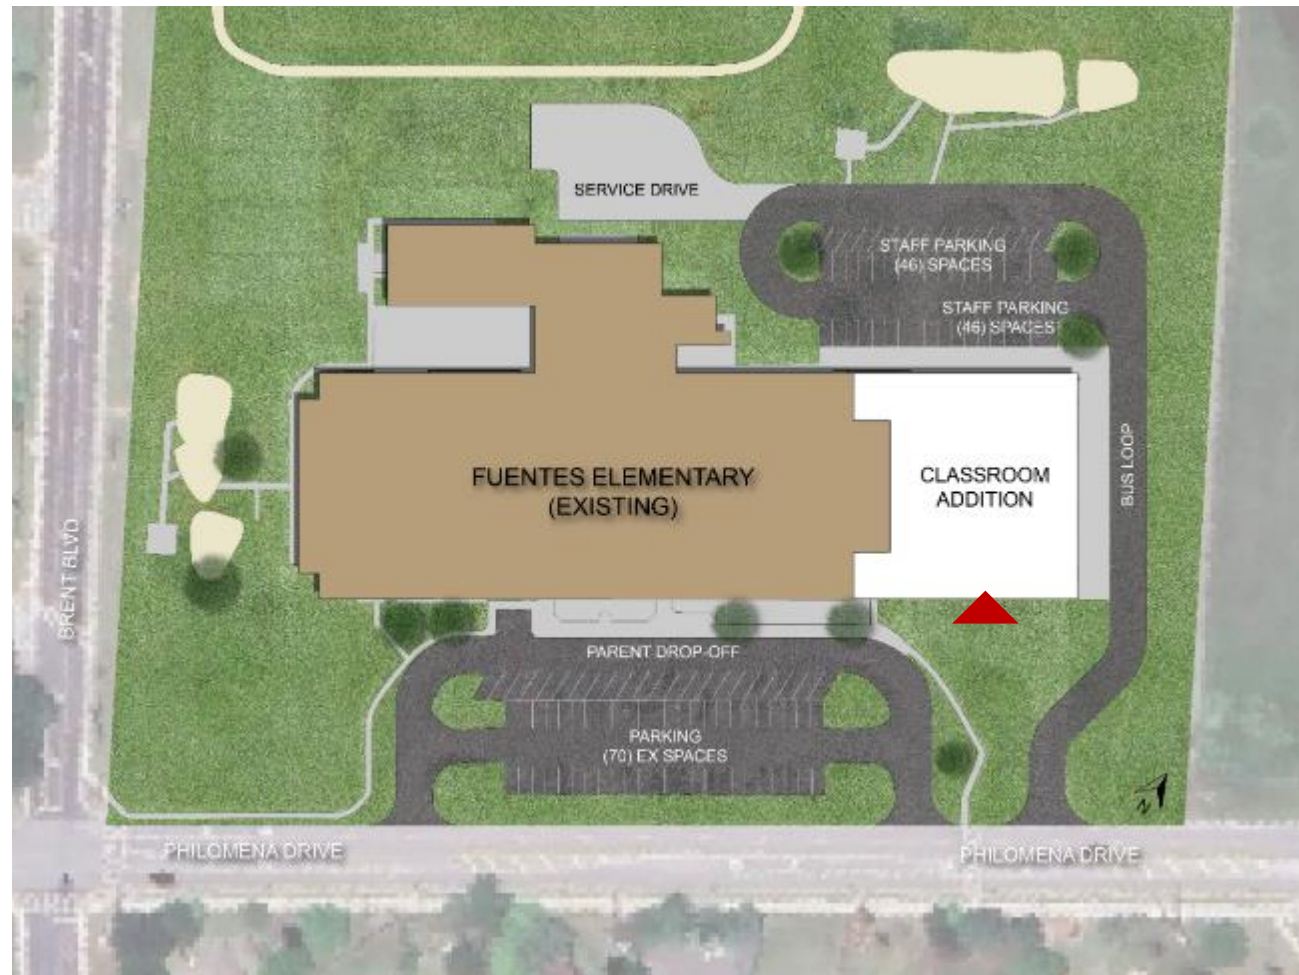 SERVICE DRIVE
STAFF PARKING
(46) SPACES
STAFF PARKING
(46) SPACES
FUENTES ELEMENTARY
(EXISTING)
CLASSROOM
ADDITION
BUS LOOP
BRENT BLVD
PARENT DROP-OFF
PARKING
(70) EX SPACES
N
PHILOMENA DRIVE
PHILOMENA DRIVE